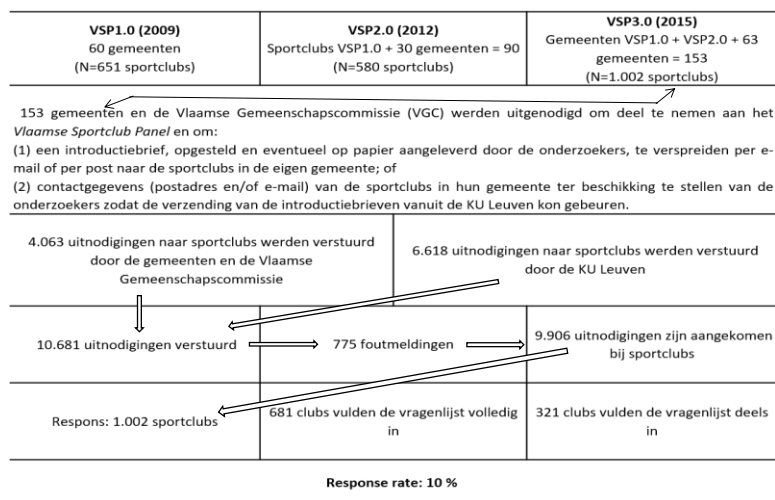 VSP1.0 (2009)
60 gemeenten
(N=651 sportclubs)
VSP2.0 (2012)
Sportclubs VSP1.0 + 30 gemeenten = 90
(N=580 sportclubs)
VSP3.0 (2015)
Gemeenten VSP1.0 + VSP2.0 + 63
gemeenten = 153
(N=1.002 sportclubs)
153 gemeenten en de Vlaamse Gemeenschapscommissie (VGC) werden uitgenodigd om deel te nemen aan het
Vlaamse Sportclub Panel en om:
(1) een introductiebrief, opgesteld en eventueel op papier aangeleverd door de onderzoekers, te verspreiden per e-
mail of per post naar de sportclubs in de eigen gemeente; of
(2) contactgegevens (postadres en/of e-mail) van de sportclubs in hun gemeente ter beschikking te stellen van de
onderzoekers zodat de verzending van de introductiebrieven vanuit de KU Leuven kon gebeuren.
4.063 uitnodigingen naar sportclubs werden verstuurd
door de gemeenten en de Vlaamse
Gemeenschapscommissie
6.618 uitnodigingen naar sportclubs werden verstuurd
door de KU Leuven
10.681 uitnodigingen verstuurd
775 foutmeldingen
9.906 uitnodigingen zijn aangekomen
bij sportclubs
Respons: 1.002 sportclubs
681 clubs vulden de vragenlijst volledig
in
321 clubs vulden de vragenlijst deels
in
Response rate: 10 %